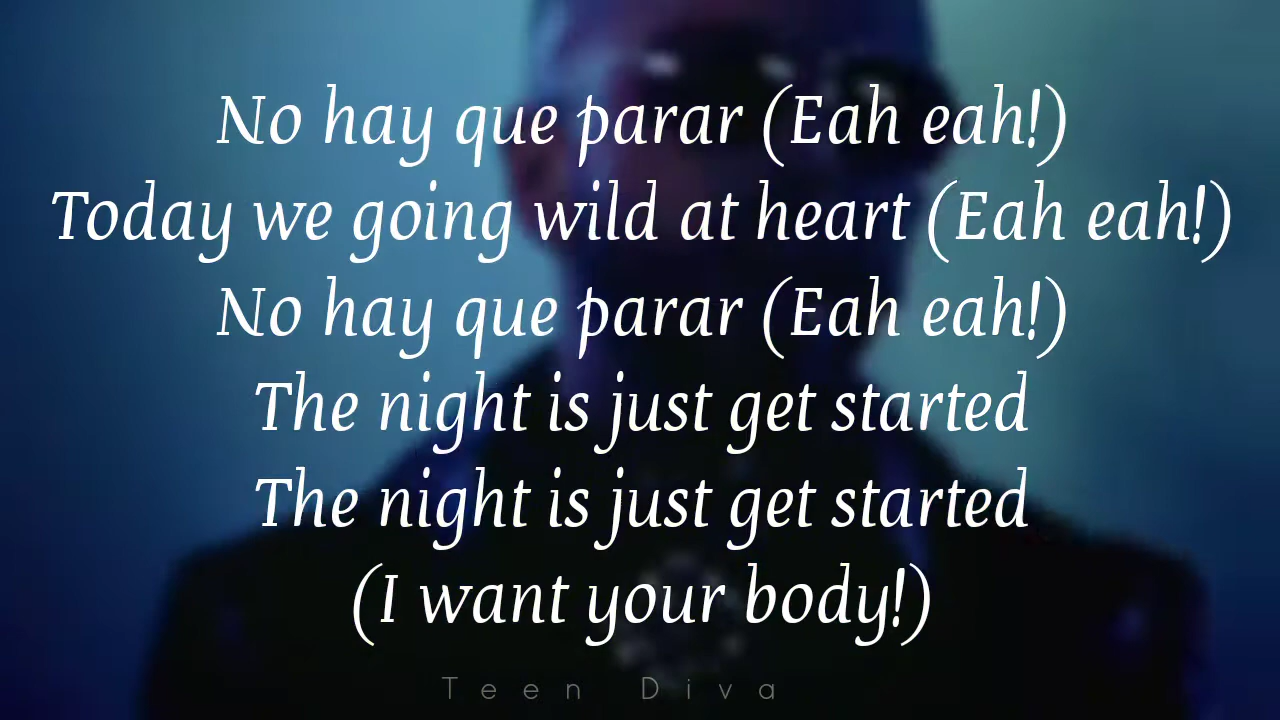 No hay que parar (Eah eah!)
Today we going wild at heart (Eah eah!)
No hay que parar (Eah eah!)
The night is just get started
The night is just get started
(I want your body!)
Teen Diva